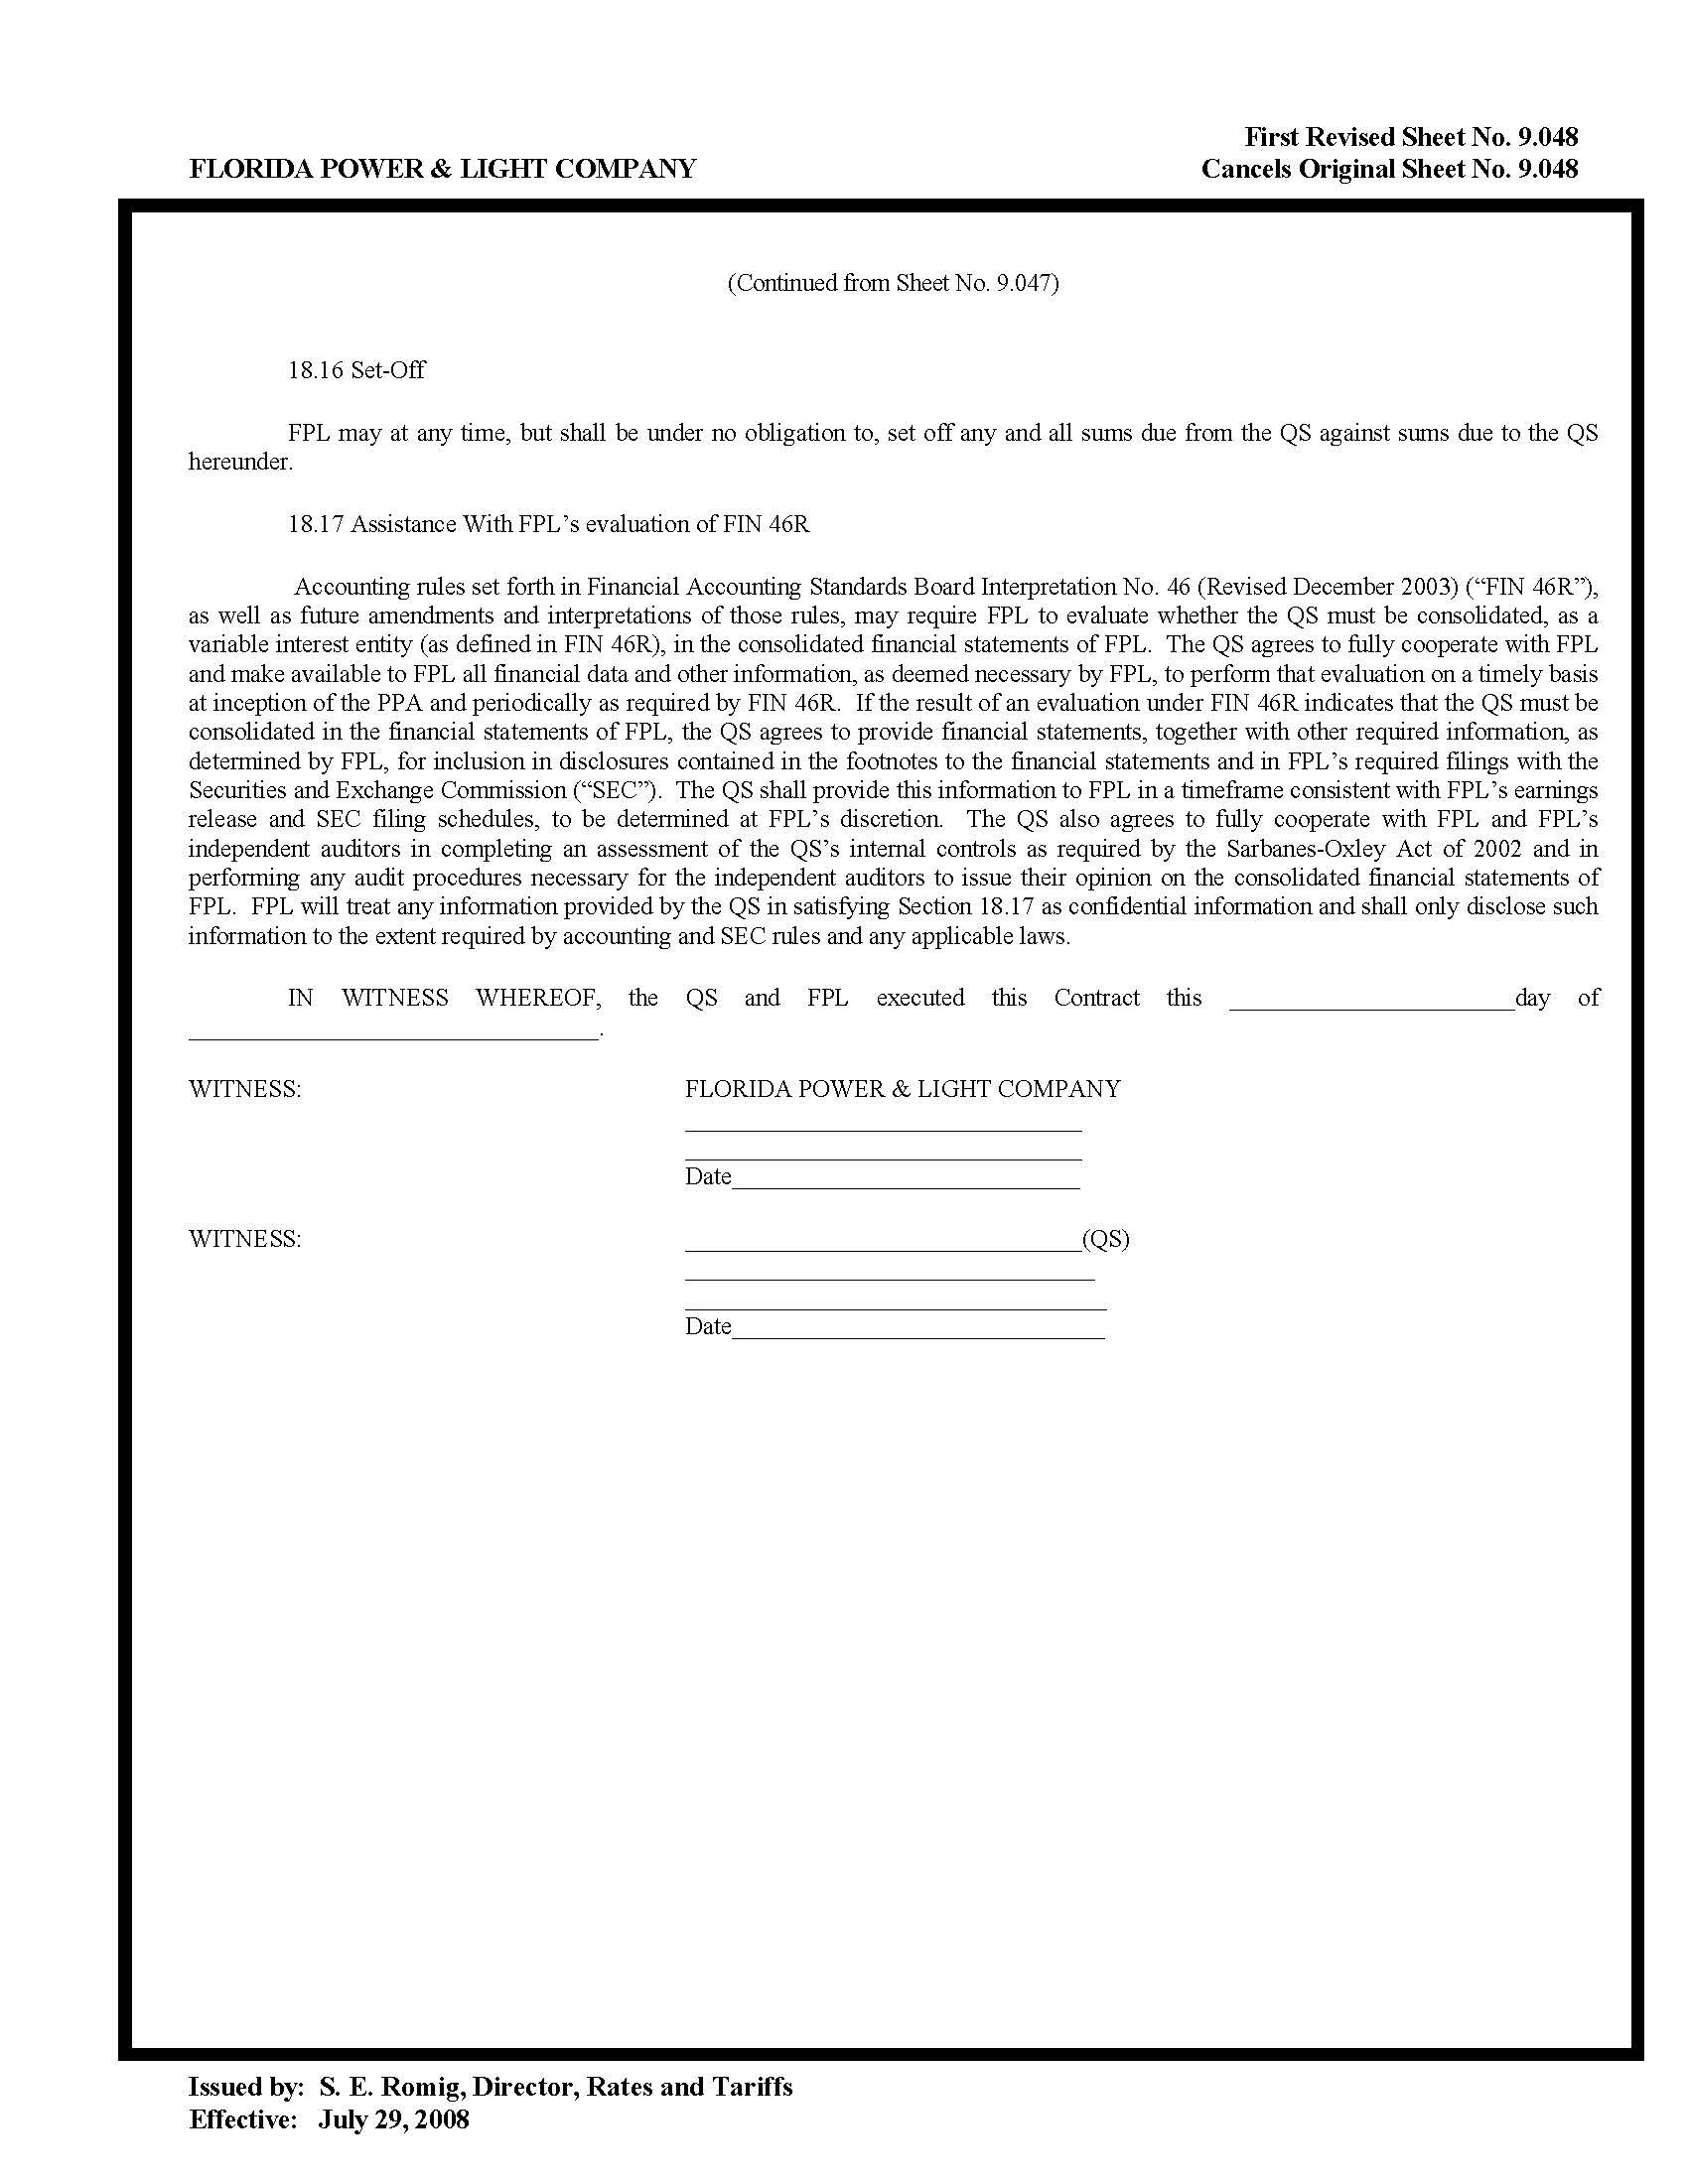 First Revised Sheet No. 9.048
FLORIDA POWER & LIGHT COMPANY Cancels Original Sheet No. 9.048
(Continued from Sheet No. 9.047)
18.16 Set-Off
FPL may at any time, but shall be under no obligation to, set off any and all sums due from the QS against sums due to the QS
hereunder.
18.17 Assistance With FPL’s evaluation of FIN 46R
Accounting rules set forth in Financial Accounting Standards Board Interpretation No. 46 (Revised December 2003) (“FIN 46R”),
as well as future amendments and interpretations of those rules, may require FPL to evaluate whether the QS must be consolidated, as a
variable interest entity (as defined in FIN 46R), in the consolidated financial statements of FPL. The QS agrees to fully cooperate with FPL
and make available to FPL all financial data and other information, as deemed necessary by FPL, to perform that evaluation on a timely basis
at inception of the PPA and periodically as required by FIN 46R. If the result of an evaluation under FIN 46R indicates that the QS must be
consolidated in the financial statements of FPL, the QS agrees to provide financial statements, together with other required information, as
determined by FPL, for inclusion in disclosures contained in the footnotes to the financial statements and in FPL’s required filings with the
Securities and Exchange Commission (“SEC”). The QS shall provide this information to FPL in a timeframe consistent with FPL’s earnings
release and SEC filing schedules, to be determined at FPL’s discretion. The QS also agrees to fully cooperate with FPL and FPL’s
independent auditors in completing an assessment of the QS’s internal controls as required by the Sarbanes-Oxley Act of 2002 and in
performing any audit procedures necessary for the independent auditors to issue their opinion on the consolidated financial statements of
FPL. FPL will treat any information provided by the QS in satisfying Section 18.17 as confidential information and shall only disclose such
information to the extent required by accounting and SEC rules and any applicable laws.
IN WITNESS WHEREOF, the QS and FPL executed this Contract this _______________________day of
_________________________________.
WITNESS: FLORIDA POWER & LIGHT COMPANY
________________________________
________________________________
Date____________________________
WITNESS: ________________________________(QS)
_________________________________
__________________________________
Date______________________________
Issued by: S. E. Romig, Director, Rates and Tariffs
Effective: July 29, 2008